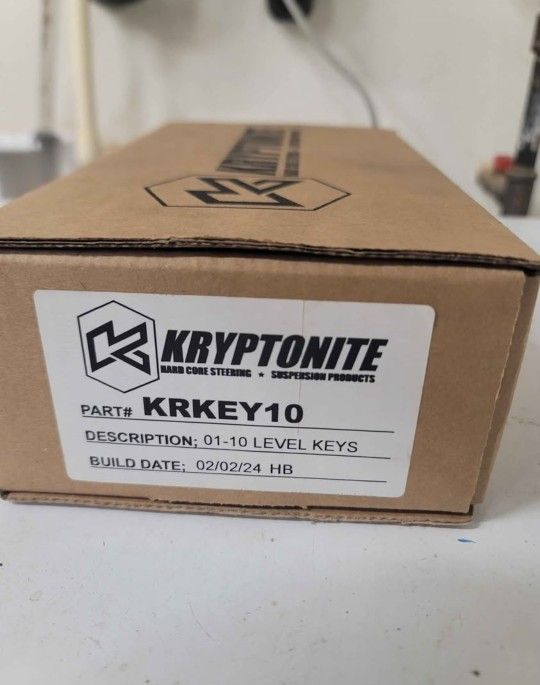 KRYPTONITE
KRYPTONITE
HARD CORE STEERING ★ SUSPENSION PRODUCTS
PART# KRKEY10
DESCRIPTION; 01-10 LEVEL KEYS
BUILD DATE; 02/02/24 HB